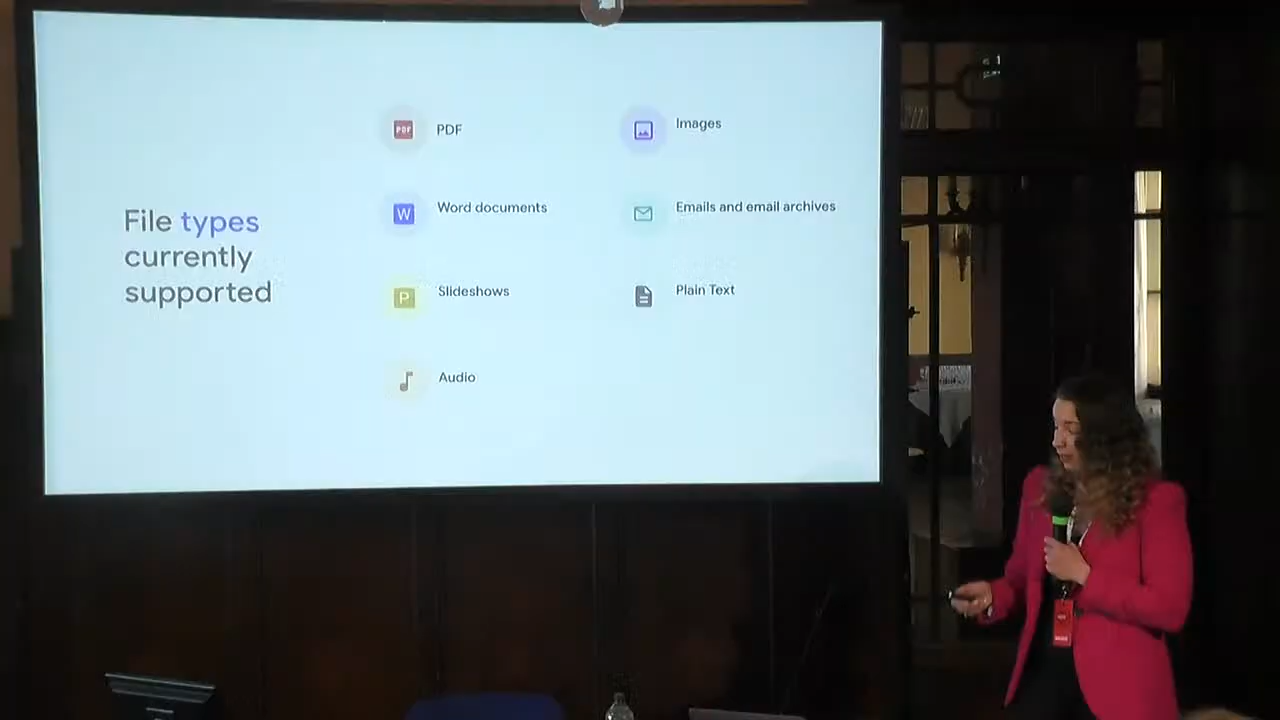 File types
currently
supported
PDF
PDF
Images
W
Word documents
Emails and email archives
P
Slideshows
Plain Text
Audio